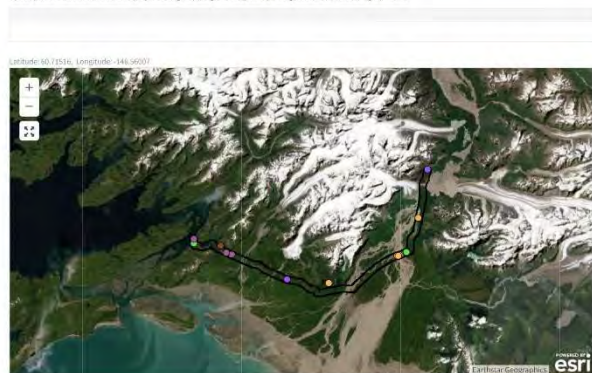 Latitude: 60.71516, Longitude: -146.56007
+
−
Earthstar Geographics
POWERED BY
esri